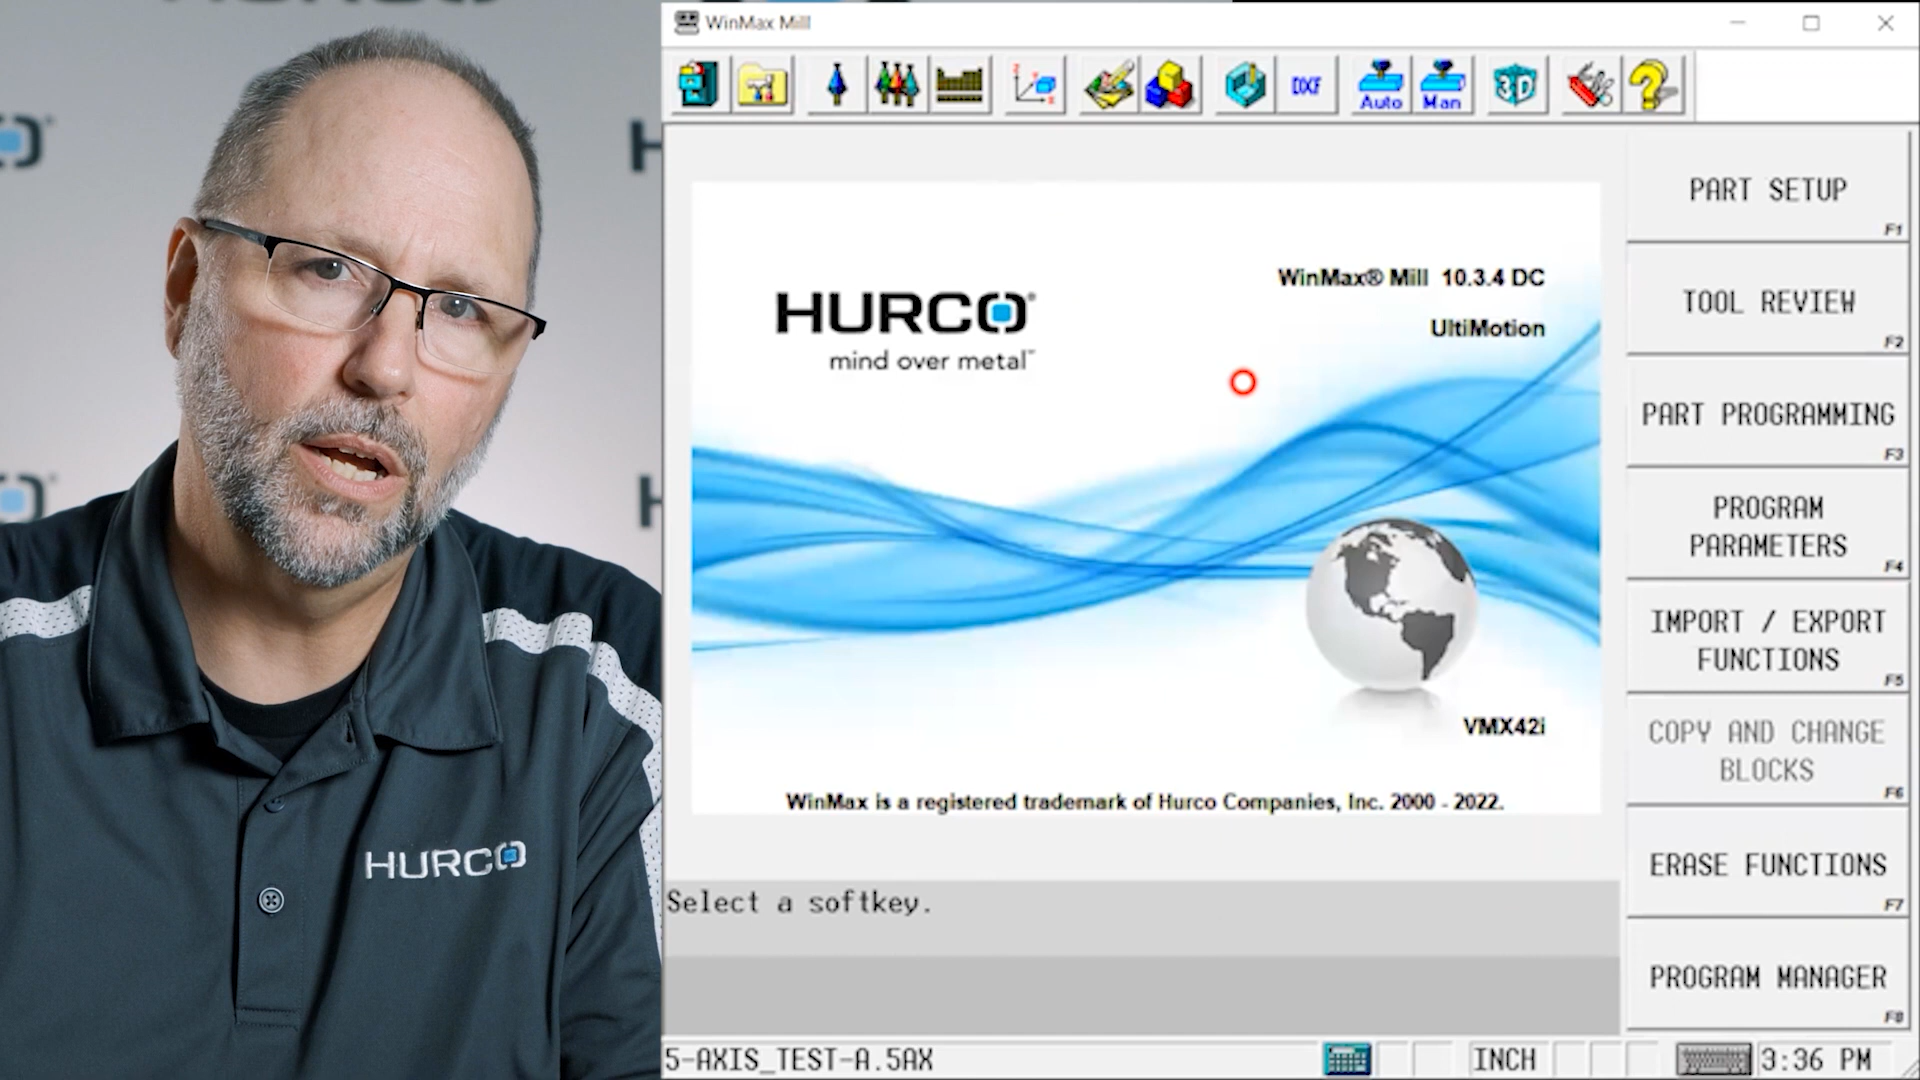 HURCO
WinMax Mill
DXF
Auto
Man
3D
HURCO
mind over metal™
WinMax® Mill 10.3.4 DC
UltiMotion
VMX42i
WinMax is a registered trademark of Hurco Companies, Inc. 2000 - 2022.
PART SETUP
F1
TOOL REVIEW
F2
PART PROGRAMMING
F3
PROGRAM
PARAMETERS
F4
IMPORT / EXPORT
FUNCTIONS
F5
COPY AND CHANGE
BLOCKS
F6
ERASE FUNCTIONS
F7
PROGRAM MANAGER
F8
Select a softkey.
5-AXIS_TEST-A.5AX
INCH
3:36 PM